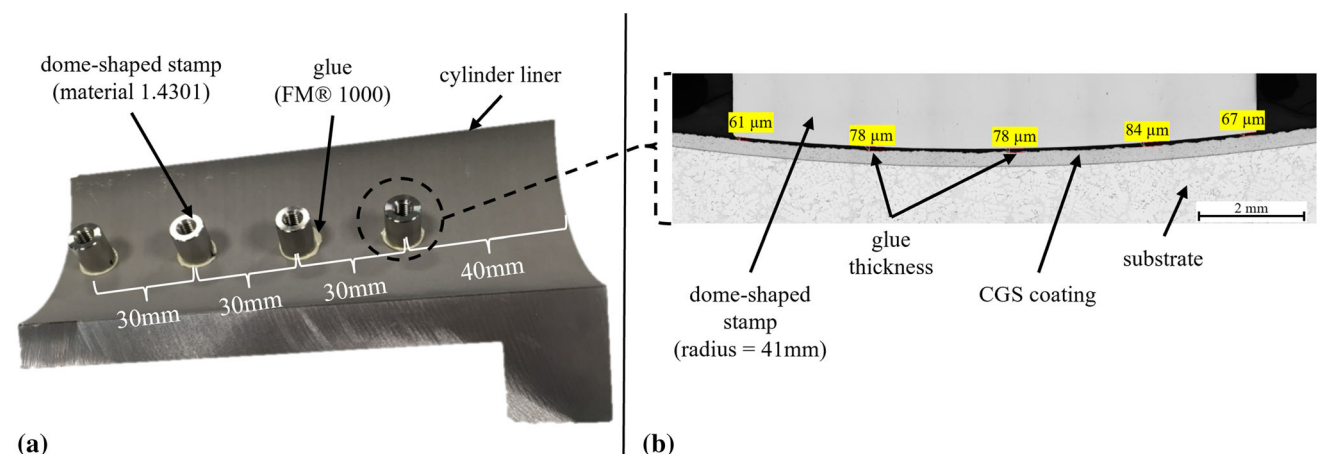 dome-shaped stamp
(material 1.4301)
glue
(FM® 1000)
cylinder liner
30mm
30mm
30mm
40mm
(a)
61 µm
78 µm
78 µm
84 µm
67 µm
2 mm
glue
thickness
substrate
CGS coating
dome-shaped
stamp
(radius = 41mm)
(b)